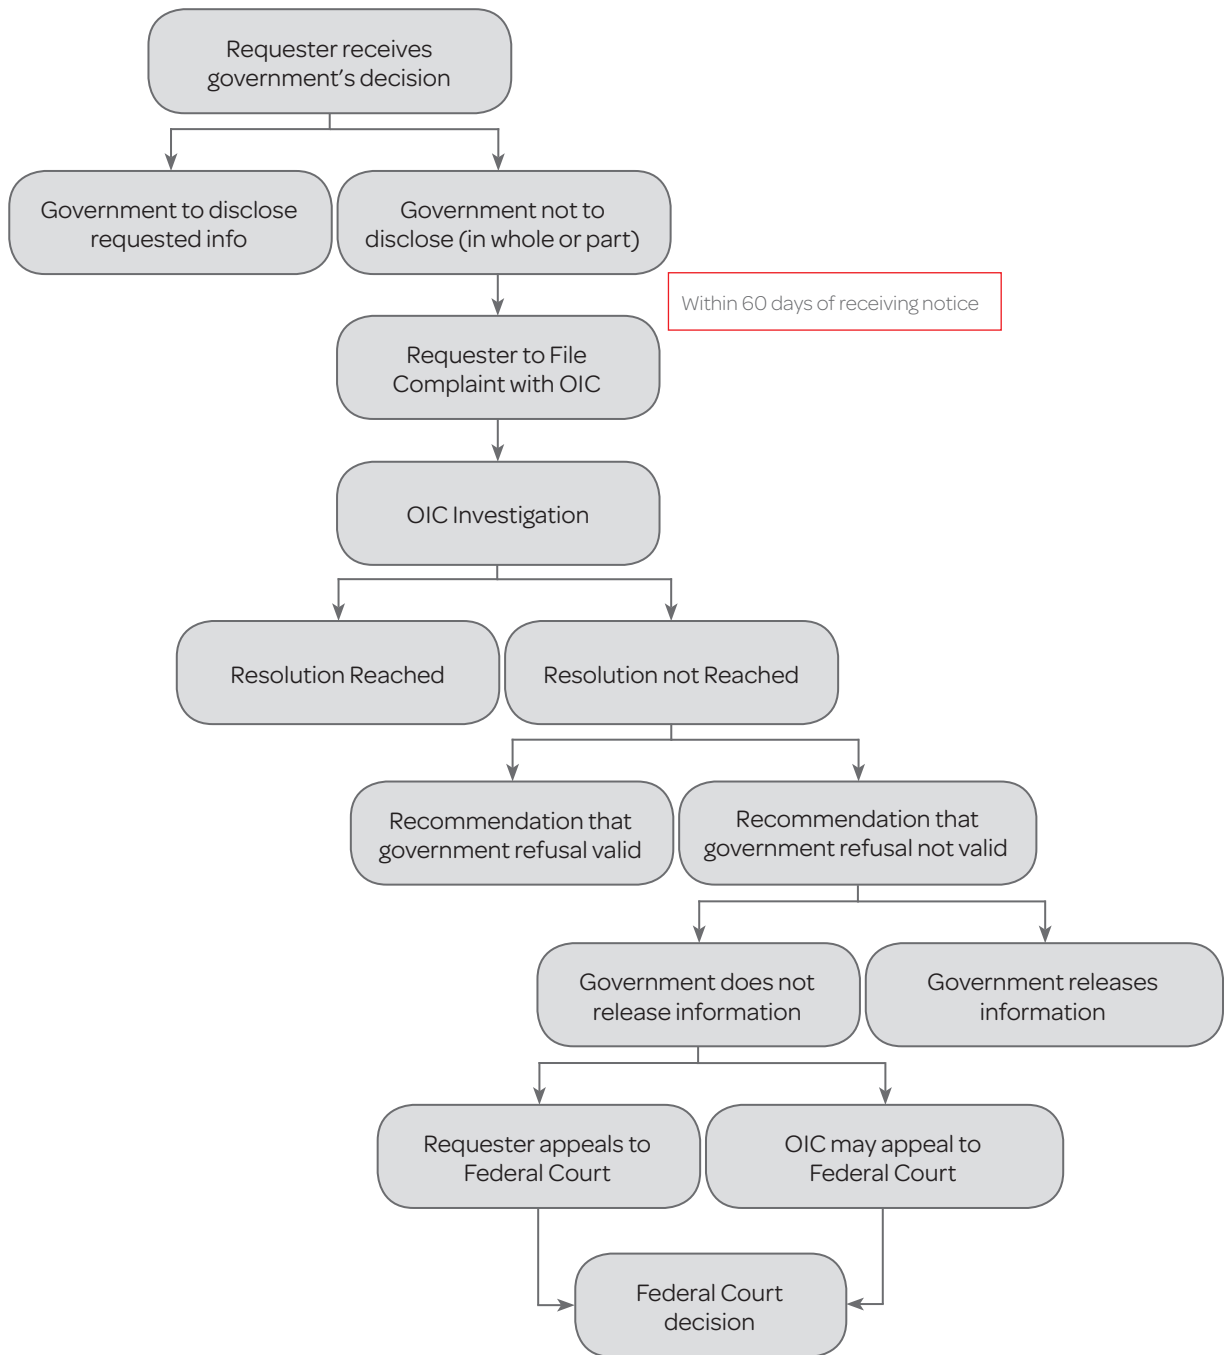 Requester receives
government's decision
Government to disclose
requested info
Government not to
disclose (in whole or part)
Within 60 days of receiving notice
Requester to File
Complaint with OIC
OIC Investigation
Resolution Reached
Resolution not Reached
Recommendation that
government refusal valid
Recommendation that
government refusal not valid
Government does not
release information
Government releases
information
Requester appeals to
Federal Court
OIC may appeal to
Federal Court
Federal Court
decision